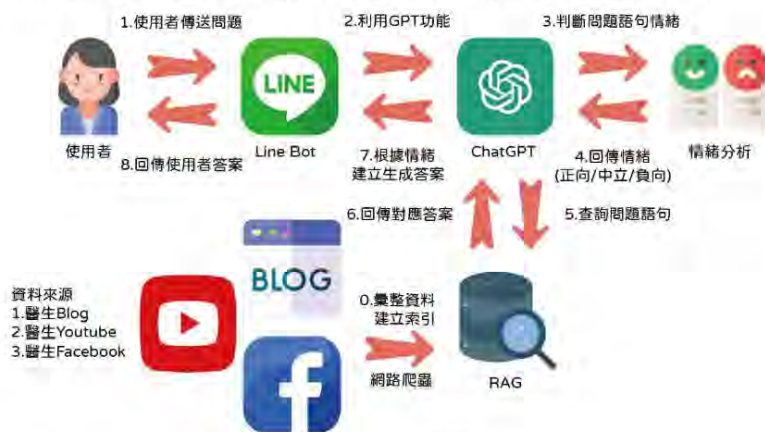 1.使用者傳送問題
2.利用GPT功能
3.判斷問題語句情緒
LINE
使用者
Line Bot
ChatGPT
情緒分析
8.回傳使用者答案
7.根據情緒
建立生成答案
4.回傳情緒
(正向/中立/負向)
6.回傳對應答案
5.查詢問題語句
BLOG
資料來源
1.醫生Blog
2.醫生Youtube
3.醫生Facebook
0.彙整資料
建立索引
f
網路爬蟲
RAG